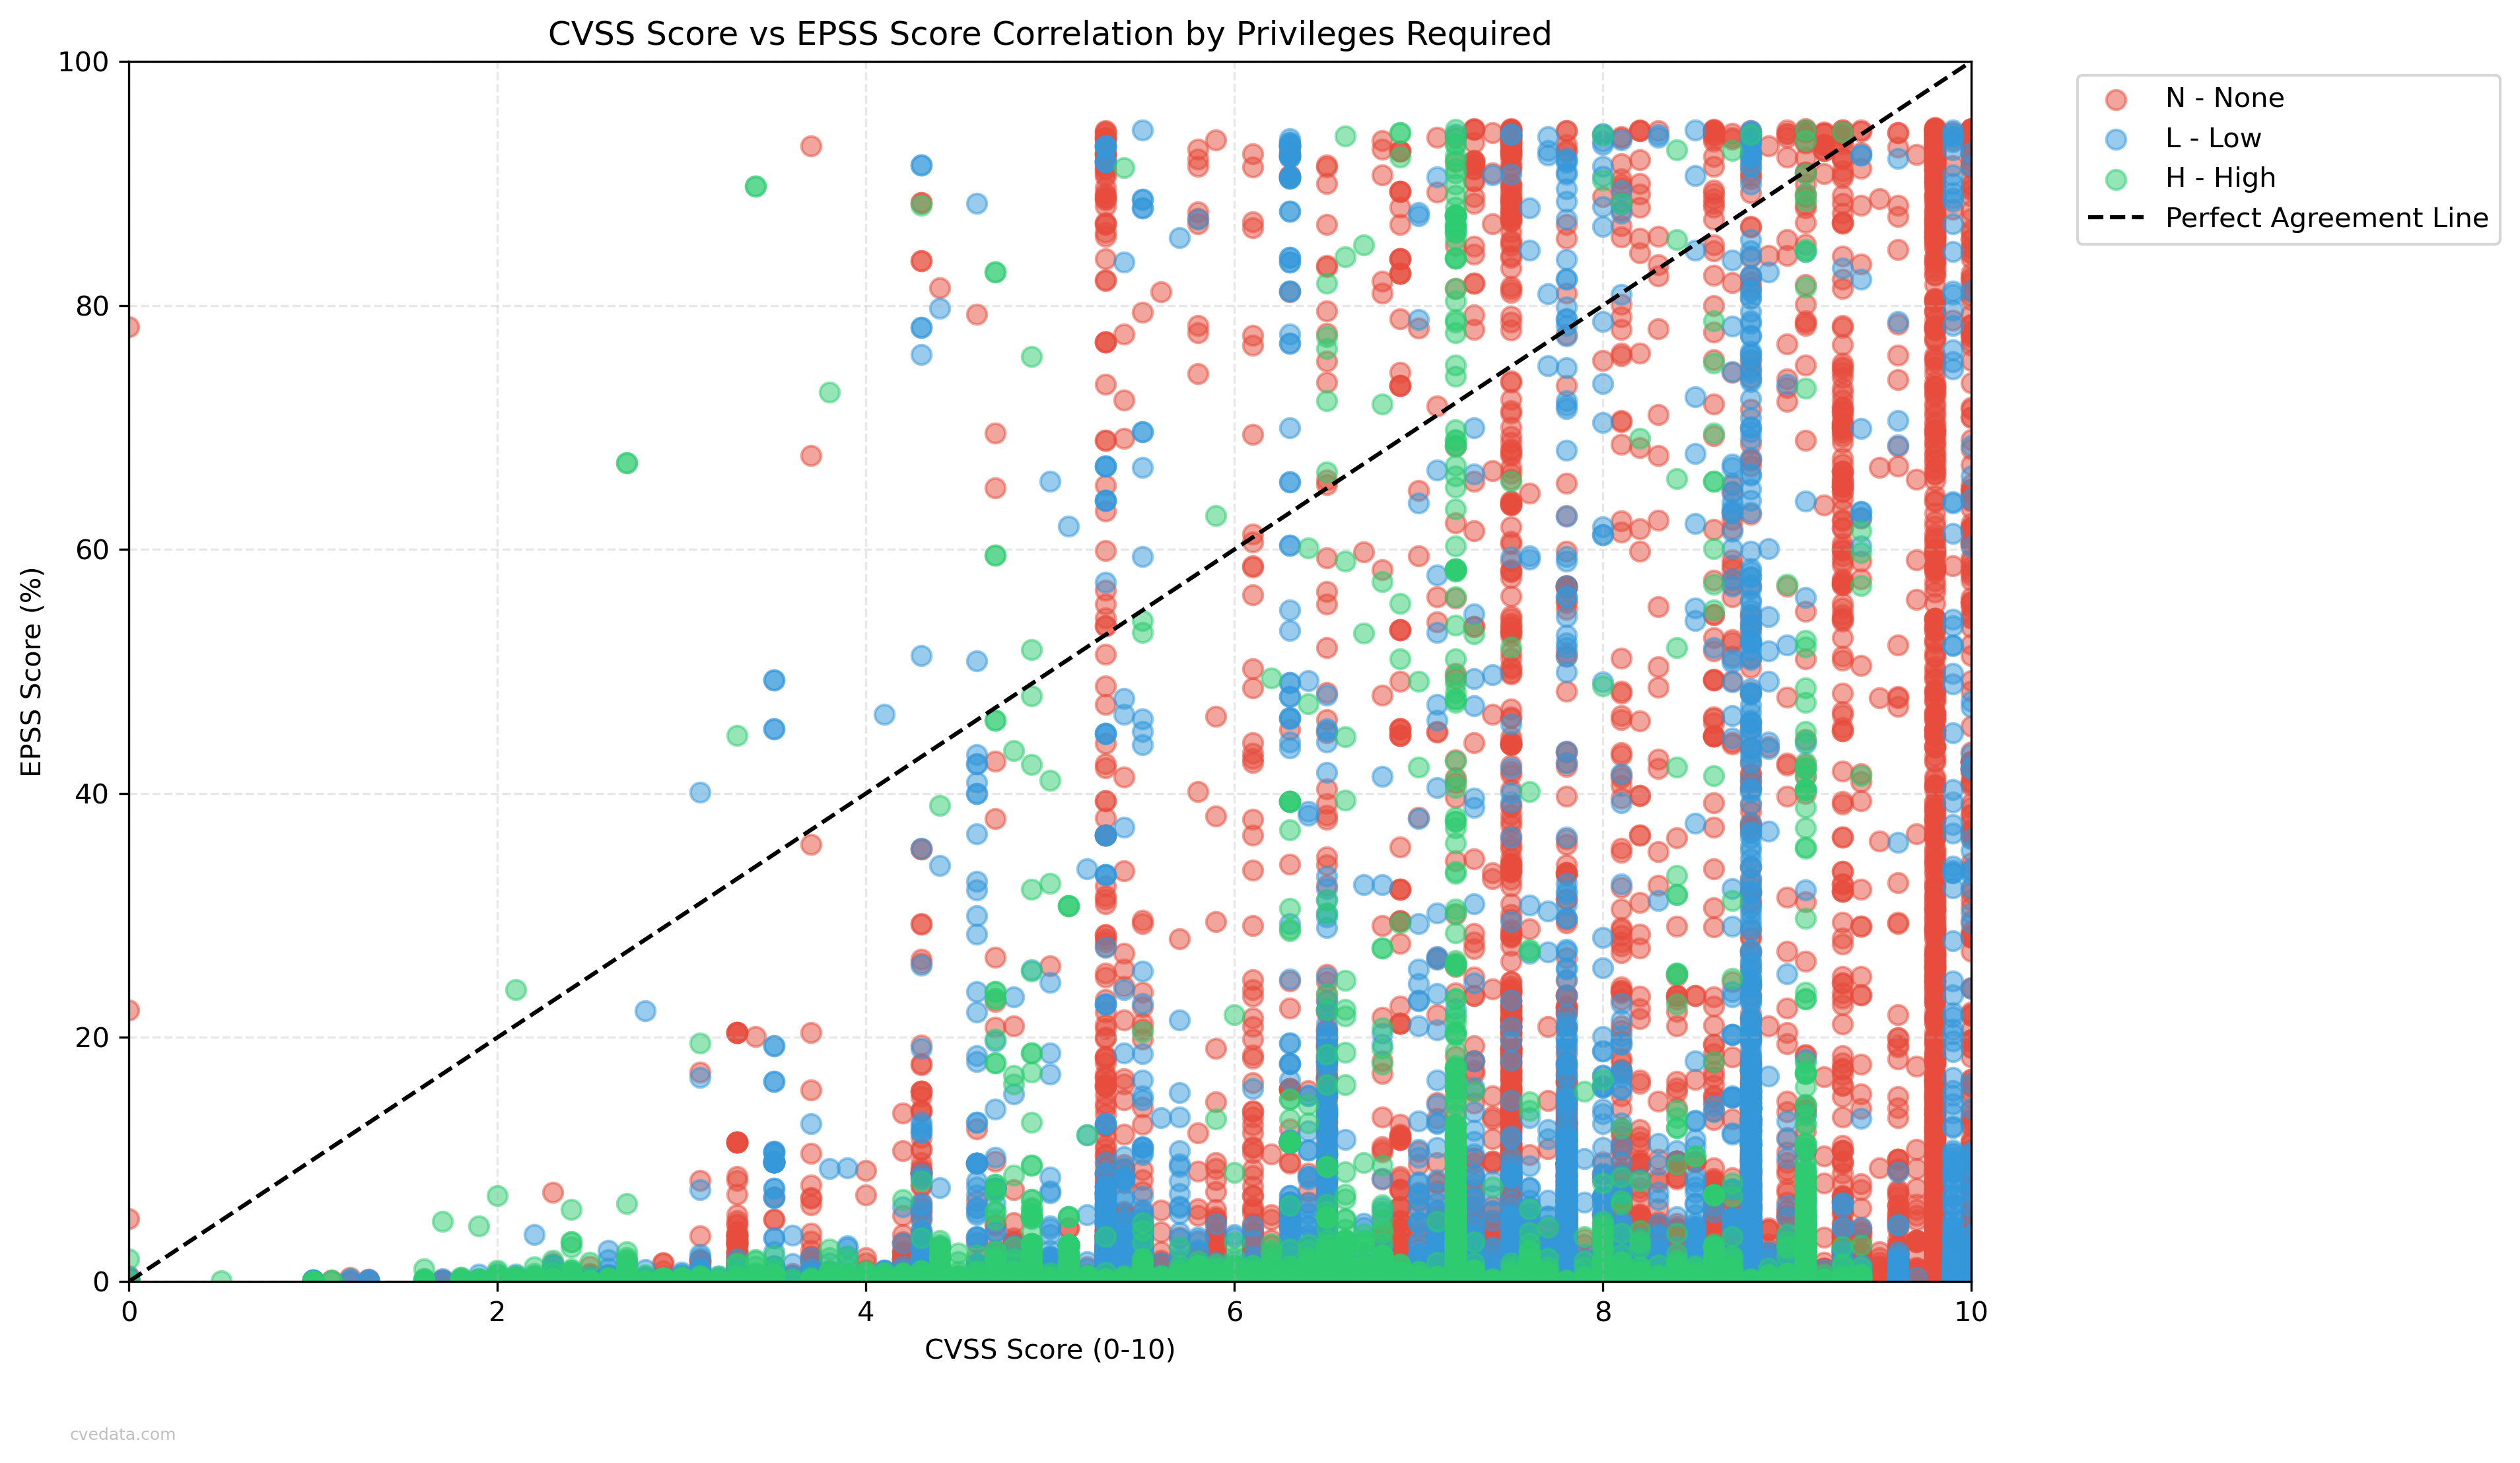 CVSS Score vs EPSS Score Correlation by Privileges Required
N - None
L - Low
H - High
Perfect Agreement Line
EPSS Score (%)
100
80
60
40
20
0
0 2 4 6 8 10
CVSS Score (0-10)
cvedata.com